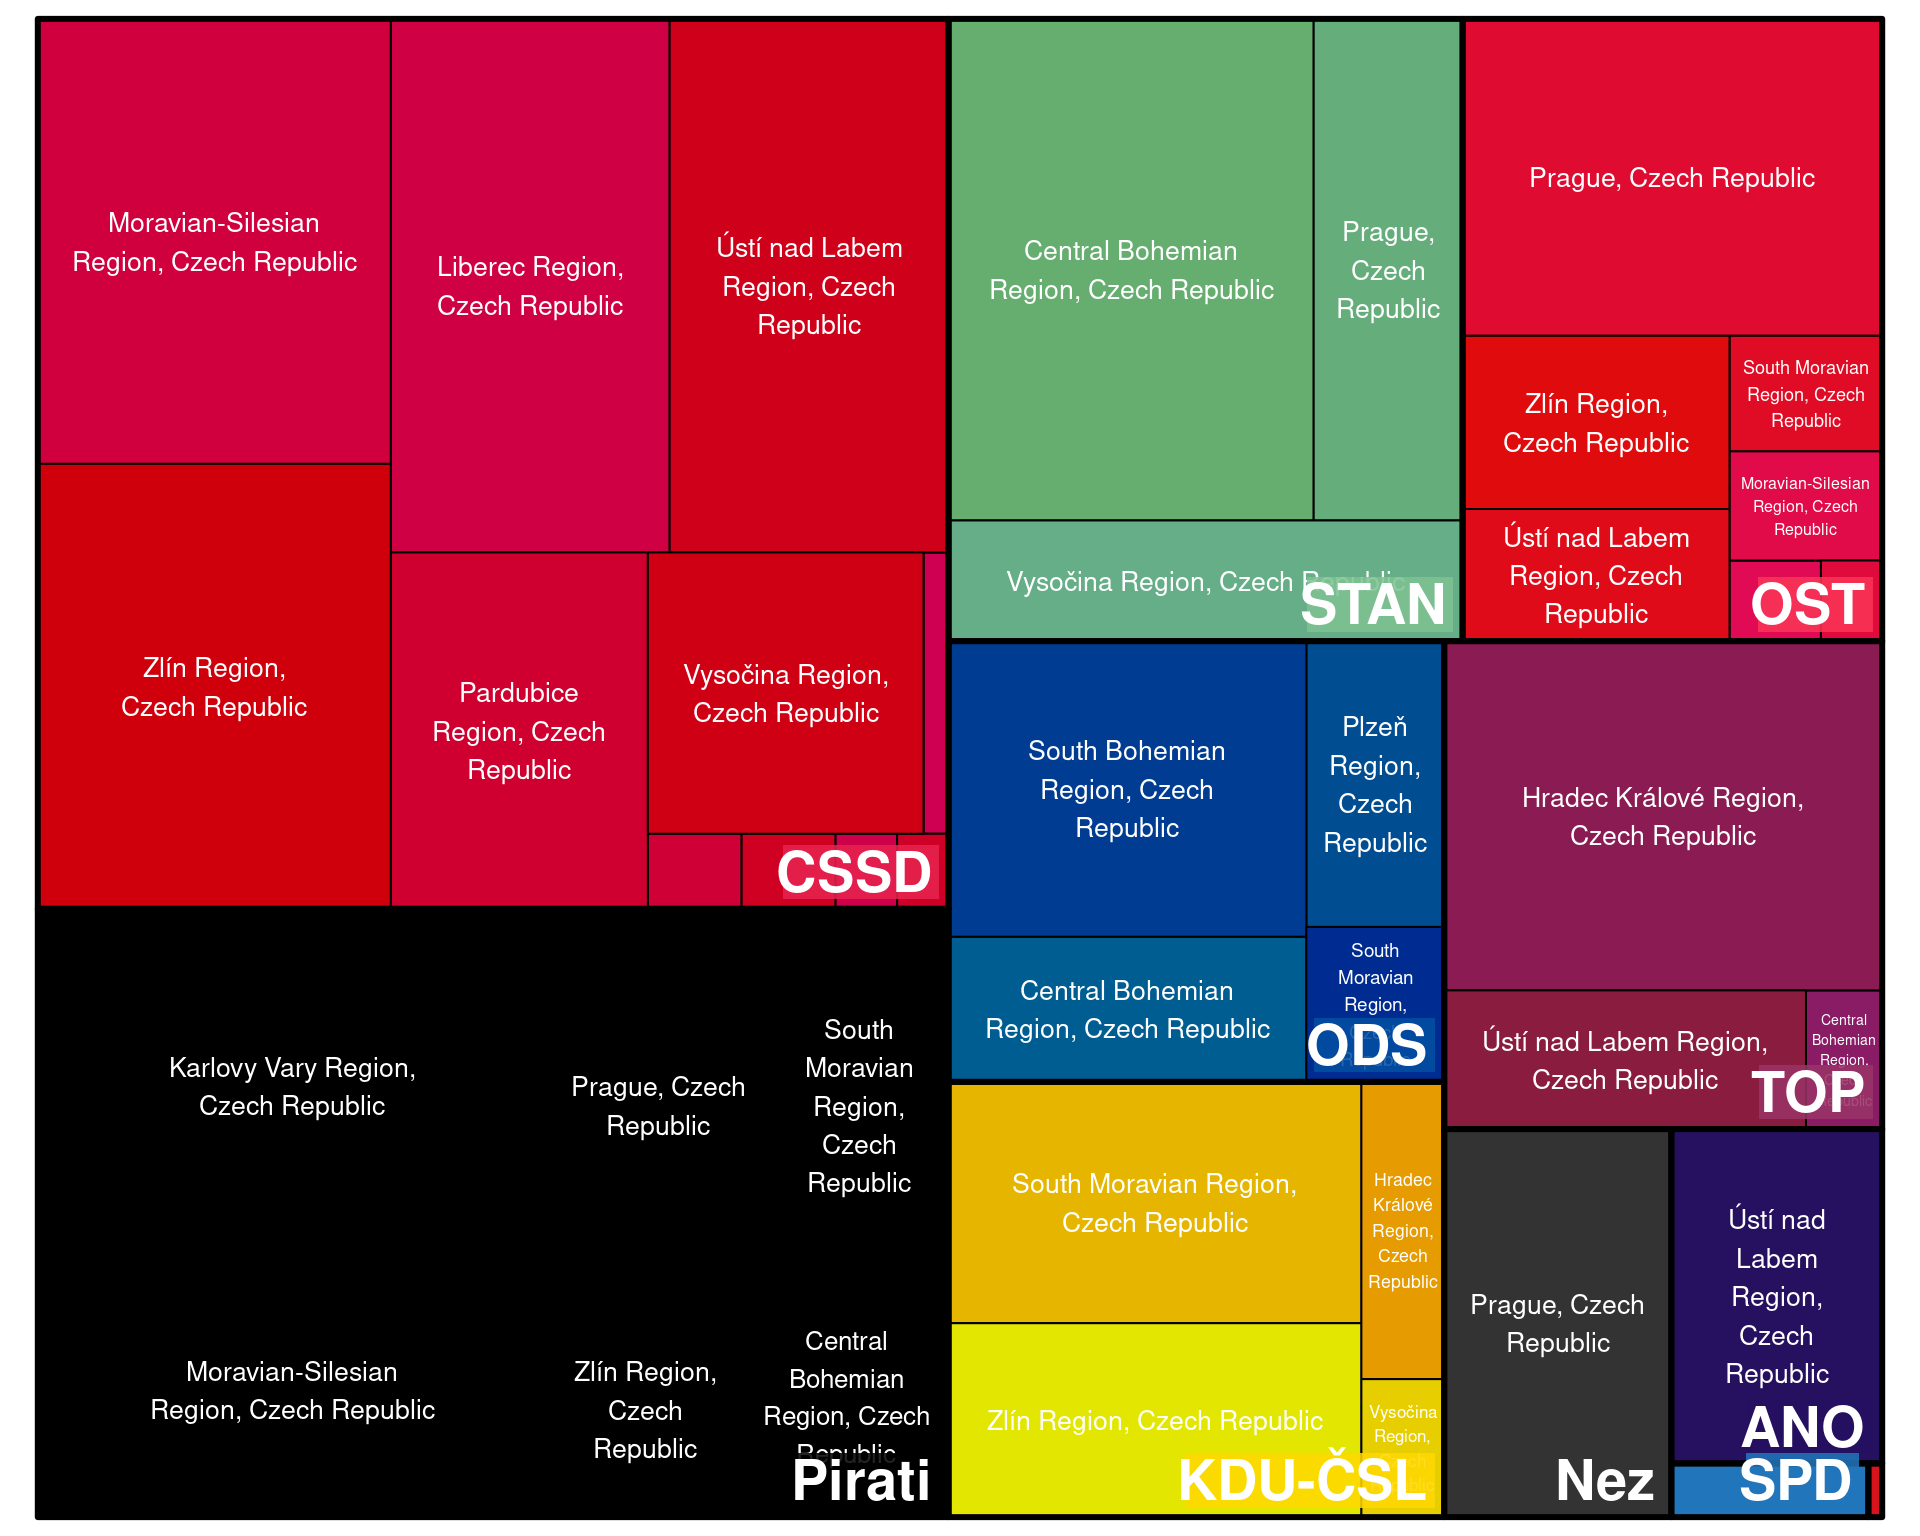 Moravian-Silesian
Region, Czech Republic
Liberec Region,
Czech Republic
Ústí nad Labem
Region, Czech
Republic
Zlín Region,
Czech Republic
Pardubice
Region, Czech
Republic
Vysočina Region,
Czech Republic
CSSD
Central Bohemian
Region, Czech Republic
Prague,
Czech
Republic
Vysočina Region, Czech Republic
STAN
Prague, Czech Republic
Zlín Region,
Czech Republic
South Moravian
Region, Czech
Republic
Moravian-Silesian
Region, Czech
Republic
Ústí nad Labem
Region, Czech
Republic
OST
South Bohemian
Region, Czech
Republic
Plzeň
Region,
Czech
Republic
Central Bohemian
Region, Czech Republic
South
Moravian
Region,
ODS
Hradec Králové Region,
Czech Republic
Ústí nad Labem Region,
Czech Republic
Central
Bohemian
Region,
TOP
Karlovy Vary Region,
Czech Republic
Prague, Czech
Republic
South
Moravian
Region,
Czech
Republic
Moravian-Silesian
Region, Czech Republic
Zlín Region,
Czech
Republic
Central
Bohemian
Region, Czech
Republic
Pirati
South Moravian Region,
Czech Republic
Hradec
Králové
Region,
Czech
Republic
Zlín Region, Czech Republic
Vysočina
Region,
KDU-ČSL
Prague, Czech
Republic
Nez
Ústí nad
Labem
Region,
Czech
Republic
ANO
SPD